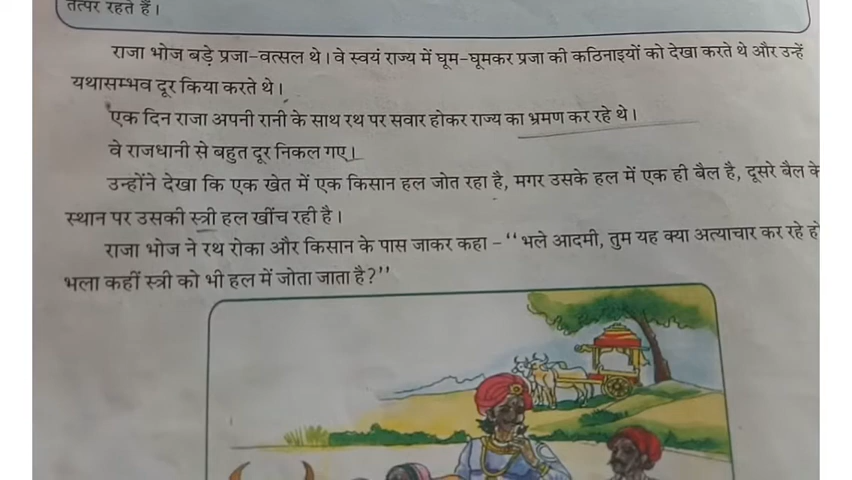 तत्पर रहते हैं।
राजा भोज बड़े प्रजा-वत्सल थे। वे स्वयं राज्य में घूम-घूमकर प्रजा की कठिनाइयों को देखा करते थे और उन्हें
यथासम्भव दूर किया करते थे।
एक दिन राजा अपनी रानी के साथ रथ पर सवार होकर राज्य का भ्रमण कर रहे थे।
वे राजधानी से बहुत दूर निकल गए।
उन्होंने देखा कि एक खेत में एक किसान हल जोत रहा है, मगर उसके हल में एक ही बैल है, दूसरे बैल के
स्थान पर उसकी स्त्री हल खींच रही है।
राजा भोज ने रथ रोका और किसान के पास जाकर कहा - "भले आदमी, तुम यह क्या अत्याचार कर रहे हो
भला कहीं स्त्री को भी हल में जोता जाता है?"